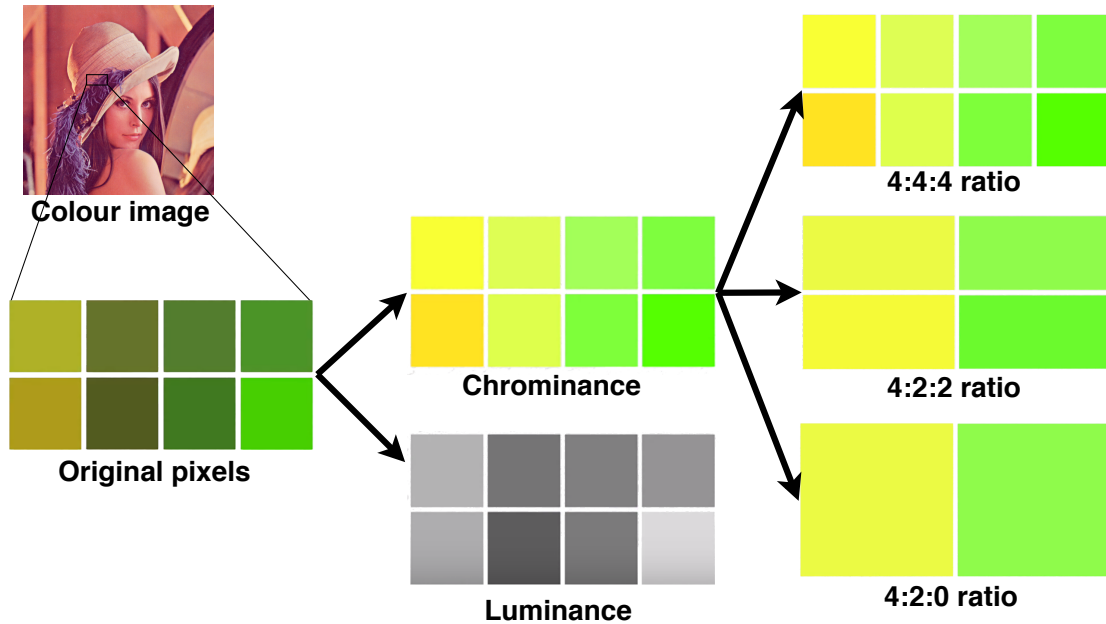 Colour image
Original pixels
Chrominance
Luminance
4:4:4 ratio
4:2:2 ratio
4:2:0 ratio